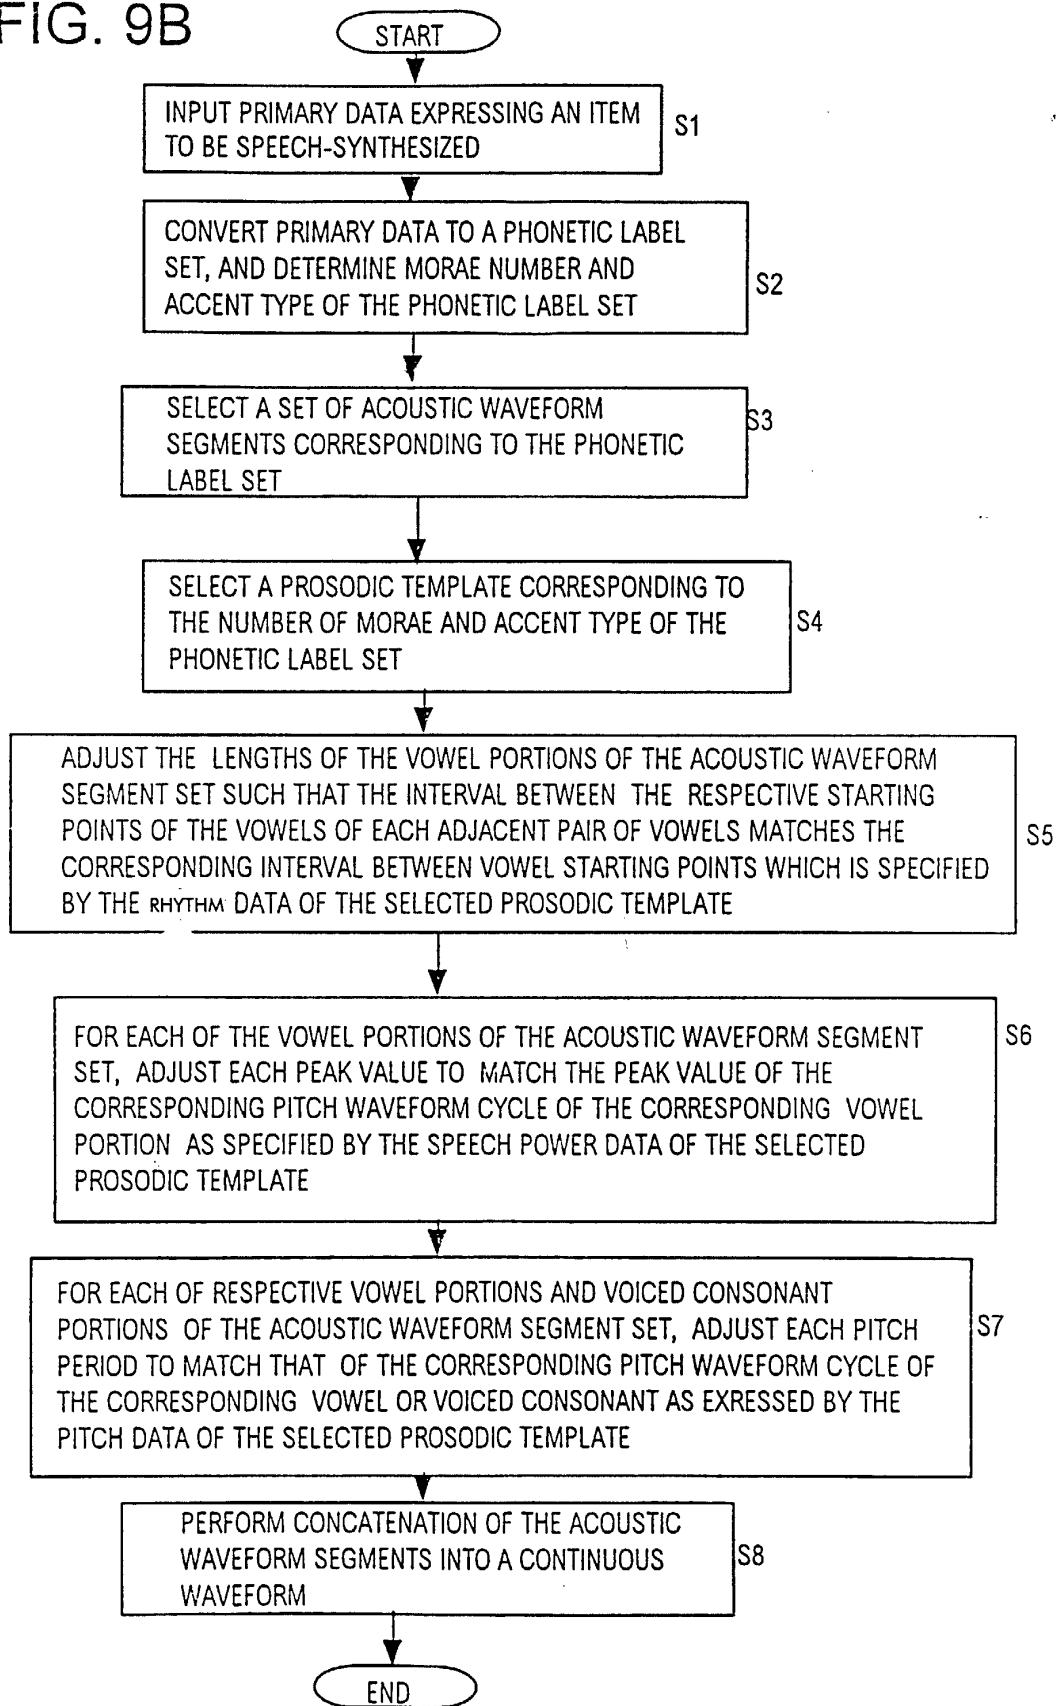 FIG. 9B
START
INPUT PRIMARY DATA EXPRESSING AN ITEM
TO BE SPEECH-SYNTHESIZED
S1
CONVERT PRIMARY DATA TO A PHONETIC LABEL
SET, AND DETERMINE MORAE NUMBER AND
ACCENT TYPE OF THE PHONETIC LABEL SET
S2
SELECT A SET OF ACOUSTIC WAVEFORM
SEGMENTS CORRESPONDING TO THE PHONETIC
LABEL SET
S3
SELECT A PROSODIC TEMPLATE CORRESPONDING TO
THE NUMBER OF MORAE AND ACCENT TYPE OF THE
PHONETIC LABEL SET
S4
ADJUST THE LENGTHS OF THE VOWEL PORTIONS OF THE ACOUSTIC WAVEFORM
SEGMENT SET SUCH THAT THE INTERVAL BETWEEN THE RESPECTIVE STARTING
POINTS OF THE VOWELS OF EACH ADJACENT PAIR OF VOWELS MATCHES THE
CORRESPONDING INTERVAL BETWEEN VOWEL STARTING POINTS WHICH IS SPECIFIED
BY THE RHYTHM DATA OF THE SELECTED PROSODIC TEMPLATE
S5
FOR EACH OF THE VOWEL PORTIONS OF THE ACOUSTIC WAVEFORM SEGMENT
SET, ADJUST EACH PEAK VALUE TO MATCH THE PEAK VALUE OF THE
CORRESPONDING PITCH WAVEFORM CYCLE OF THE CORRESPONDING VOWEL
PORTION AS SPECIFIED BY THE SPEECH POWER DATA OF THE SELECTED
PROSODIC TEMPLATE
S6
FOR EACH OF RESPECTIVE VOWEL PORTIONS AND VOICED CONSONANT
PORTIONS OF THE ACOUSTIC WAVEFORM SEGMENT SET, ADJUST EACH PITCH
PERIOD TO MATCH THAT OF THE CORRESPONDING PITCH WAVEFORM CYCLE OF
THE CORRESPONDING VOWEL OR VOICED CONSONANT AS EXRESSED BY THE
PITCH DATA OF THE SELECTED PROSODIC TEMPLATE
S7
PERFORM CONCATENATION OF THE ACOUSTIC
WAVEFORM SEGMENTS INTO A CONTINUOUS
WAVEFORM
S8
END